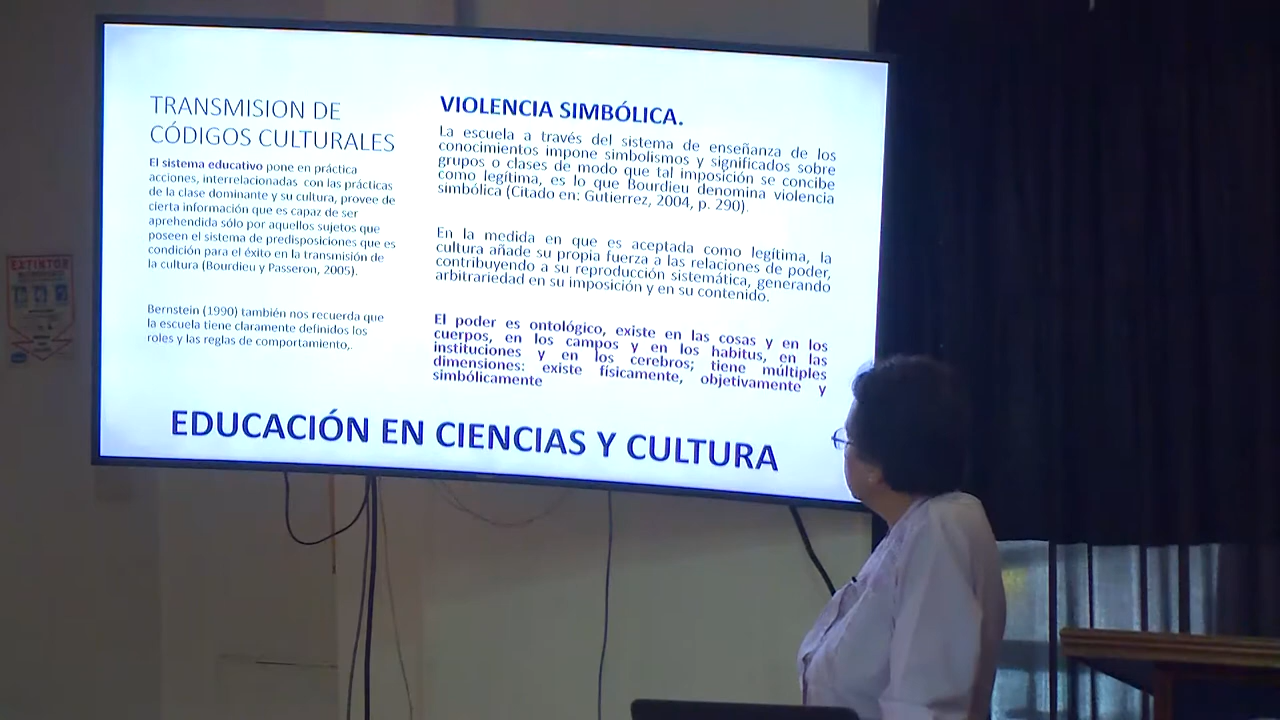 TRANSMISION DE
CÓDIGOS CULTURALES
El sistema educativo pone en práctica
acciones, interrelacionadas con las prácticas
de la clase dominante y su cultura, provee de
cierta información que es capaz de ser
aprehendida sólo por aquellos sujetos que
poseen el sistema de predisposiciones que es
condición para el éxito en la transmisión de
la cultura (Bourdieu y Passeron, 2005).
Bernstein (1990) también nos recuerda que
la escuela tiene claramente definidos los
roles y las reglas de comportamiento,.
VIOLENCIA SIMBÓLICA.
La escuela a través del sistema de enseñanza de los
conocimientos impone simbolismos y significados sobre
grupos o clases de modo que tal imposición se concibe
como legítima, es lo que Bourdieu denomina violencia
simbólica (Citado en: Gutierrez, 2004, p. 290).
En la medida en que es aceptada como legítima, la
cultura añade su propia fuerza a las relaciones de poder,
contribuyendo a su reproducción sistemática, generando
arbitrariedad en su imposición y en su contenido.
El poder es ontológico, existe en las cosas y en los
cuerpos, en los campos y en los habitus, en las
instituciones y en los cerebros; tiene múltiples
dimensiones: existe físicamente, objetivamente y
simbólicamente
EDUCACIÓN EN CIENCIAS Y CULTURA
EXTINTOR